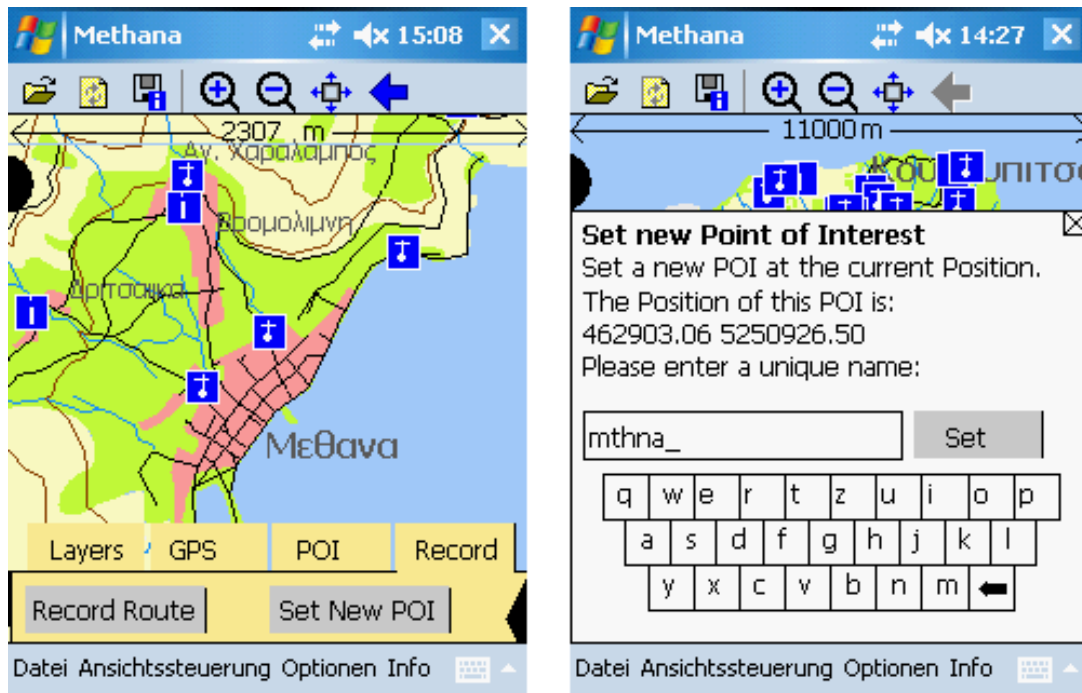 Methana 15:08
2307 m
Αγ. Χαραλαμπος
Βρομολιμνη
Μεθανα
Layers GPS POI Record
Record Route Set New POI
Datei Ansichtssteuerung Optionen Info
Methana 14:27
11000 m
Set new Point of Interest
Set a new POI at the current Position.
The Position of this POI is:
462903.06 5250926.50
Please enter a unique name:
mthna_ Set
q w e r t z u i o p
a s d f g h j k l
y x c v b n m
Datei Ansichtssteuerung Optionen Info